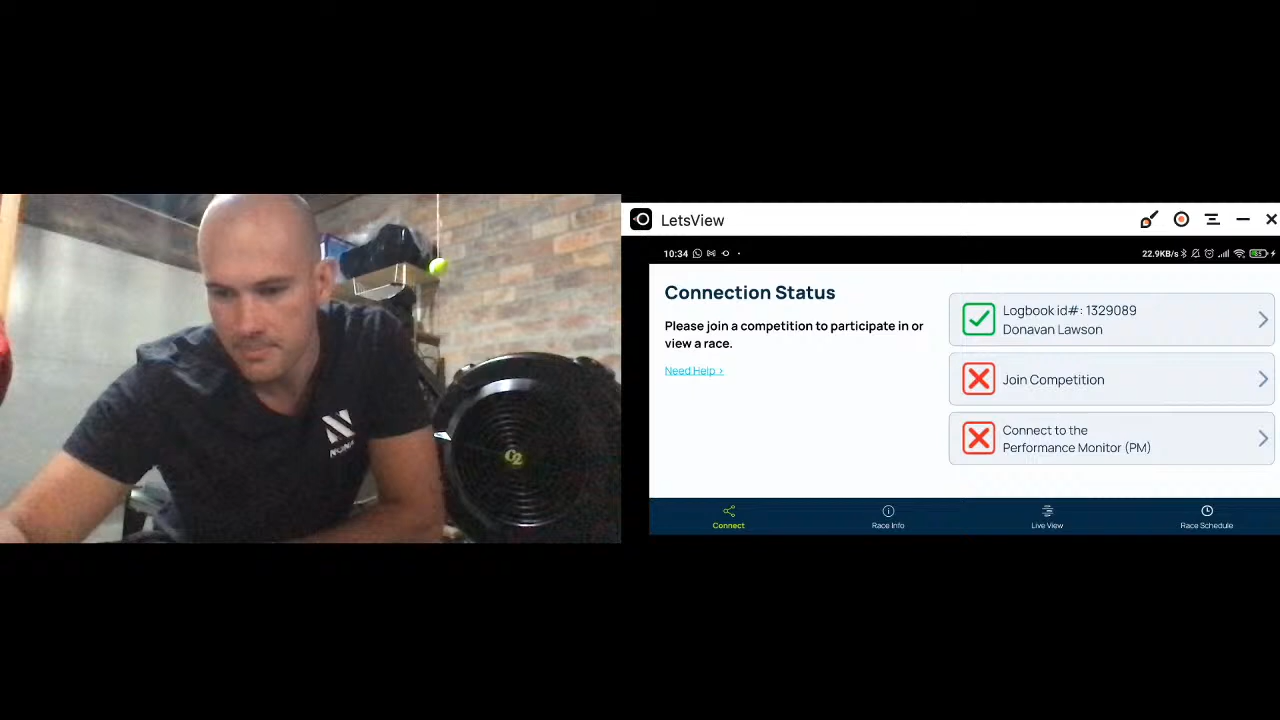 NOHrD
C2
LetsView
10:34
22.9KB/s
Connection Status
Please join a competition to participate in or
view a race.
Need Help >
Logbook id#: 1329089
Donavan Lawson
Join Competition
Connect to the
Performance Monitor (PM)
Connect
Race Info
Live View
Race Schedule